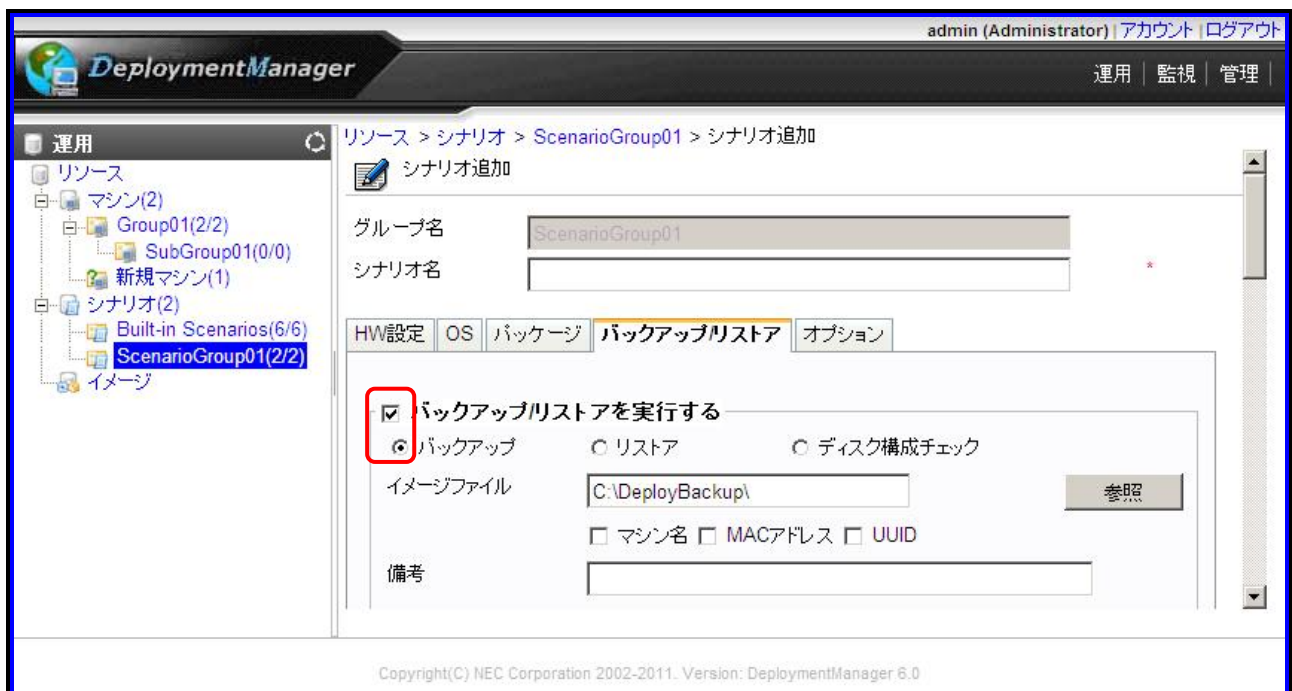 admin (Administrator) | アカウント | ログアウト
DeploymentManager
運用 | 監視 | 管理 |
運用
リソース
マシン(2)
Group01(2/2)
SubGroup01(0/0)
新規マシン(1)
シナリオ(2)
Built-in Scenarios(6/6)
ScenarioGroup01(2/2)
イメージ
リソース > シナリオ > ScenarioGroup01 > シナリオ追加
シナリオ追加
グループ名 ScenarioGroup01
シナリオ名 *
HW設定 OS パッケージ バックアップ/リストア オプション
バックアップ/リストアを実行する
バックアップ リストア ディスク構成チェック
イメージファイル C:\DeployBackup\ 参照
マシン名 MACアドレス UUID
備考
Copyright(C) NEC Corporation 2002-2011. Version: DeploymentManager 6.0